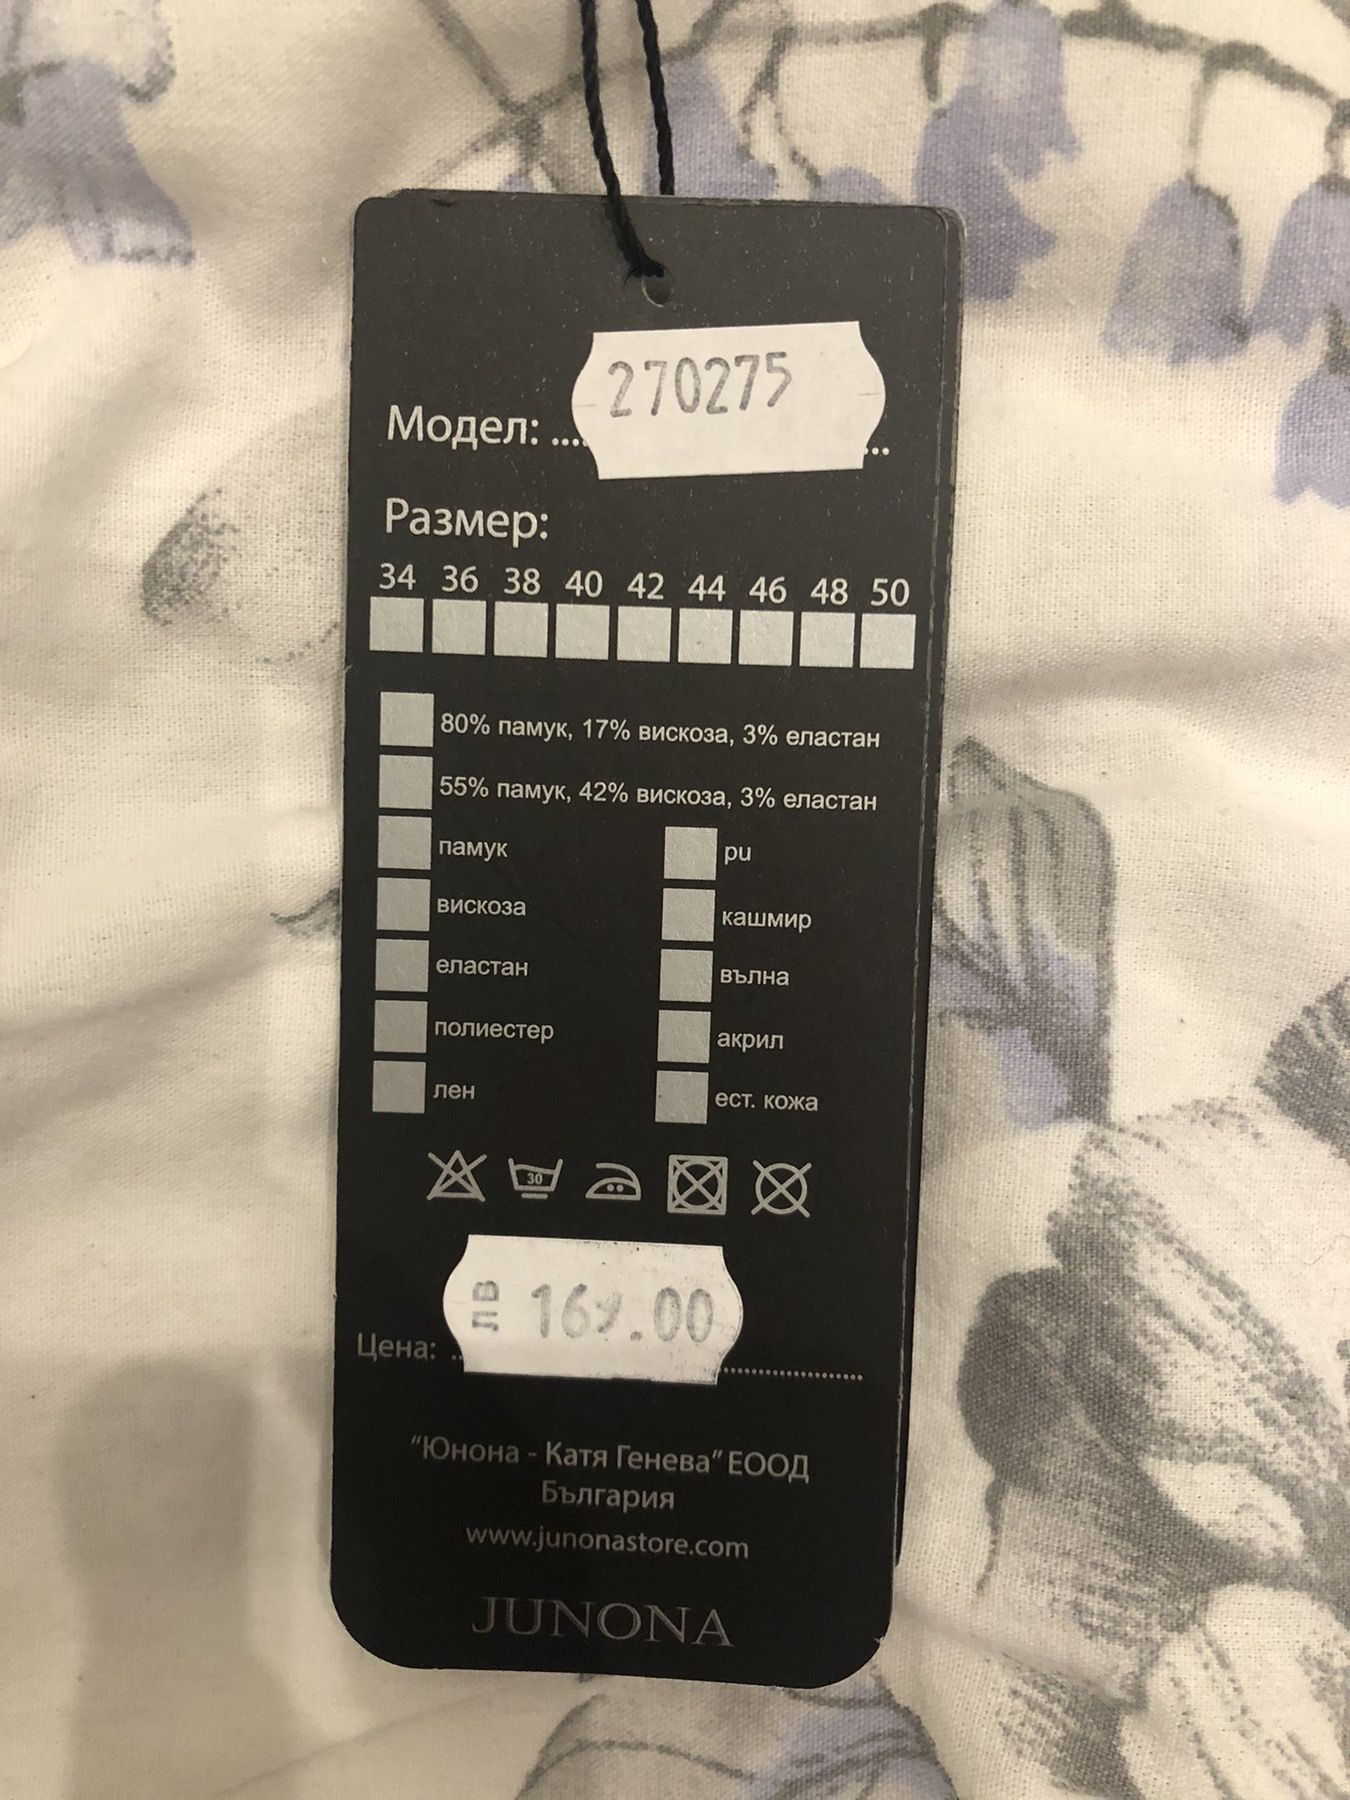 270275
Модел: .... ...
Размер:
34 36 38 40 42 44 46 48 50
80% памук, 17% вискоза, 3% еластан
55% памук, 42% вискоза, 3% еластан
памук
pu
вискоза
кашмир
еластан
вълна
полиестер
акрил
лен
ест. кожа
30
лв 169.00
Цена: ..
"Юнона - Катя Генева" ЕООД
България
www.junonastore.com
JUNONA